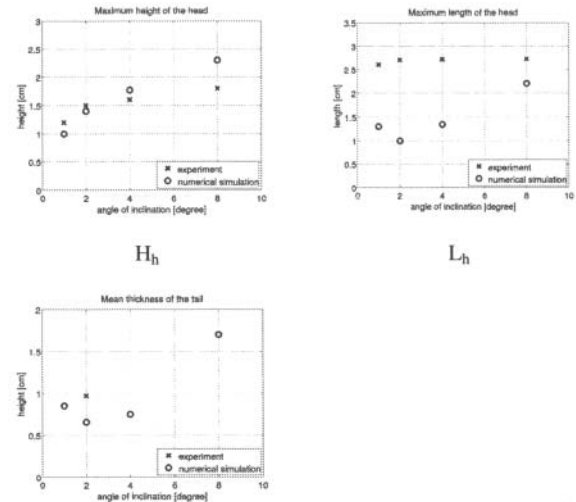 Maximum height of the head
3
2.5
2
1.5
1
0.5
0
height [cm]
× experiment
o numerical simulation
0 2 4 6 8 10
angle of inclination [degree]
H_h
Maximum length of the head
3.5
3
2.5
2
1.5
1
0.5
0
length [cm]
× experiment
o numerical simulation
0 2 4 6 8 10
angle of inclination [degree]
L_h
Mean thickness of the tail
2
1.5
1
0.5
0
height [cm]
× experiment
o numerical simulation
0 2 4 6 8 10
angle of inclination [degree]